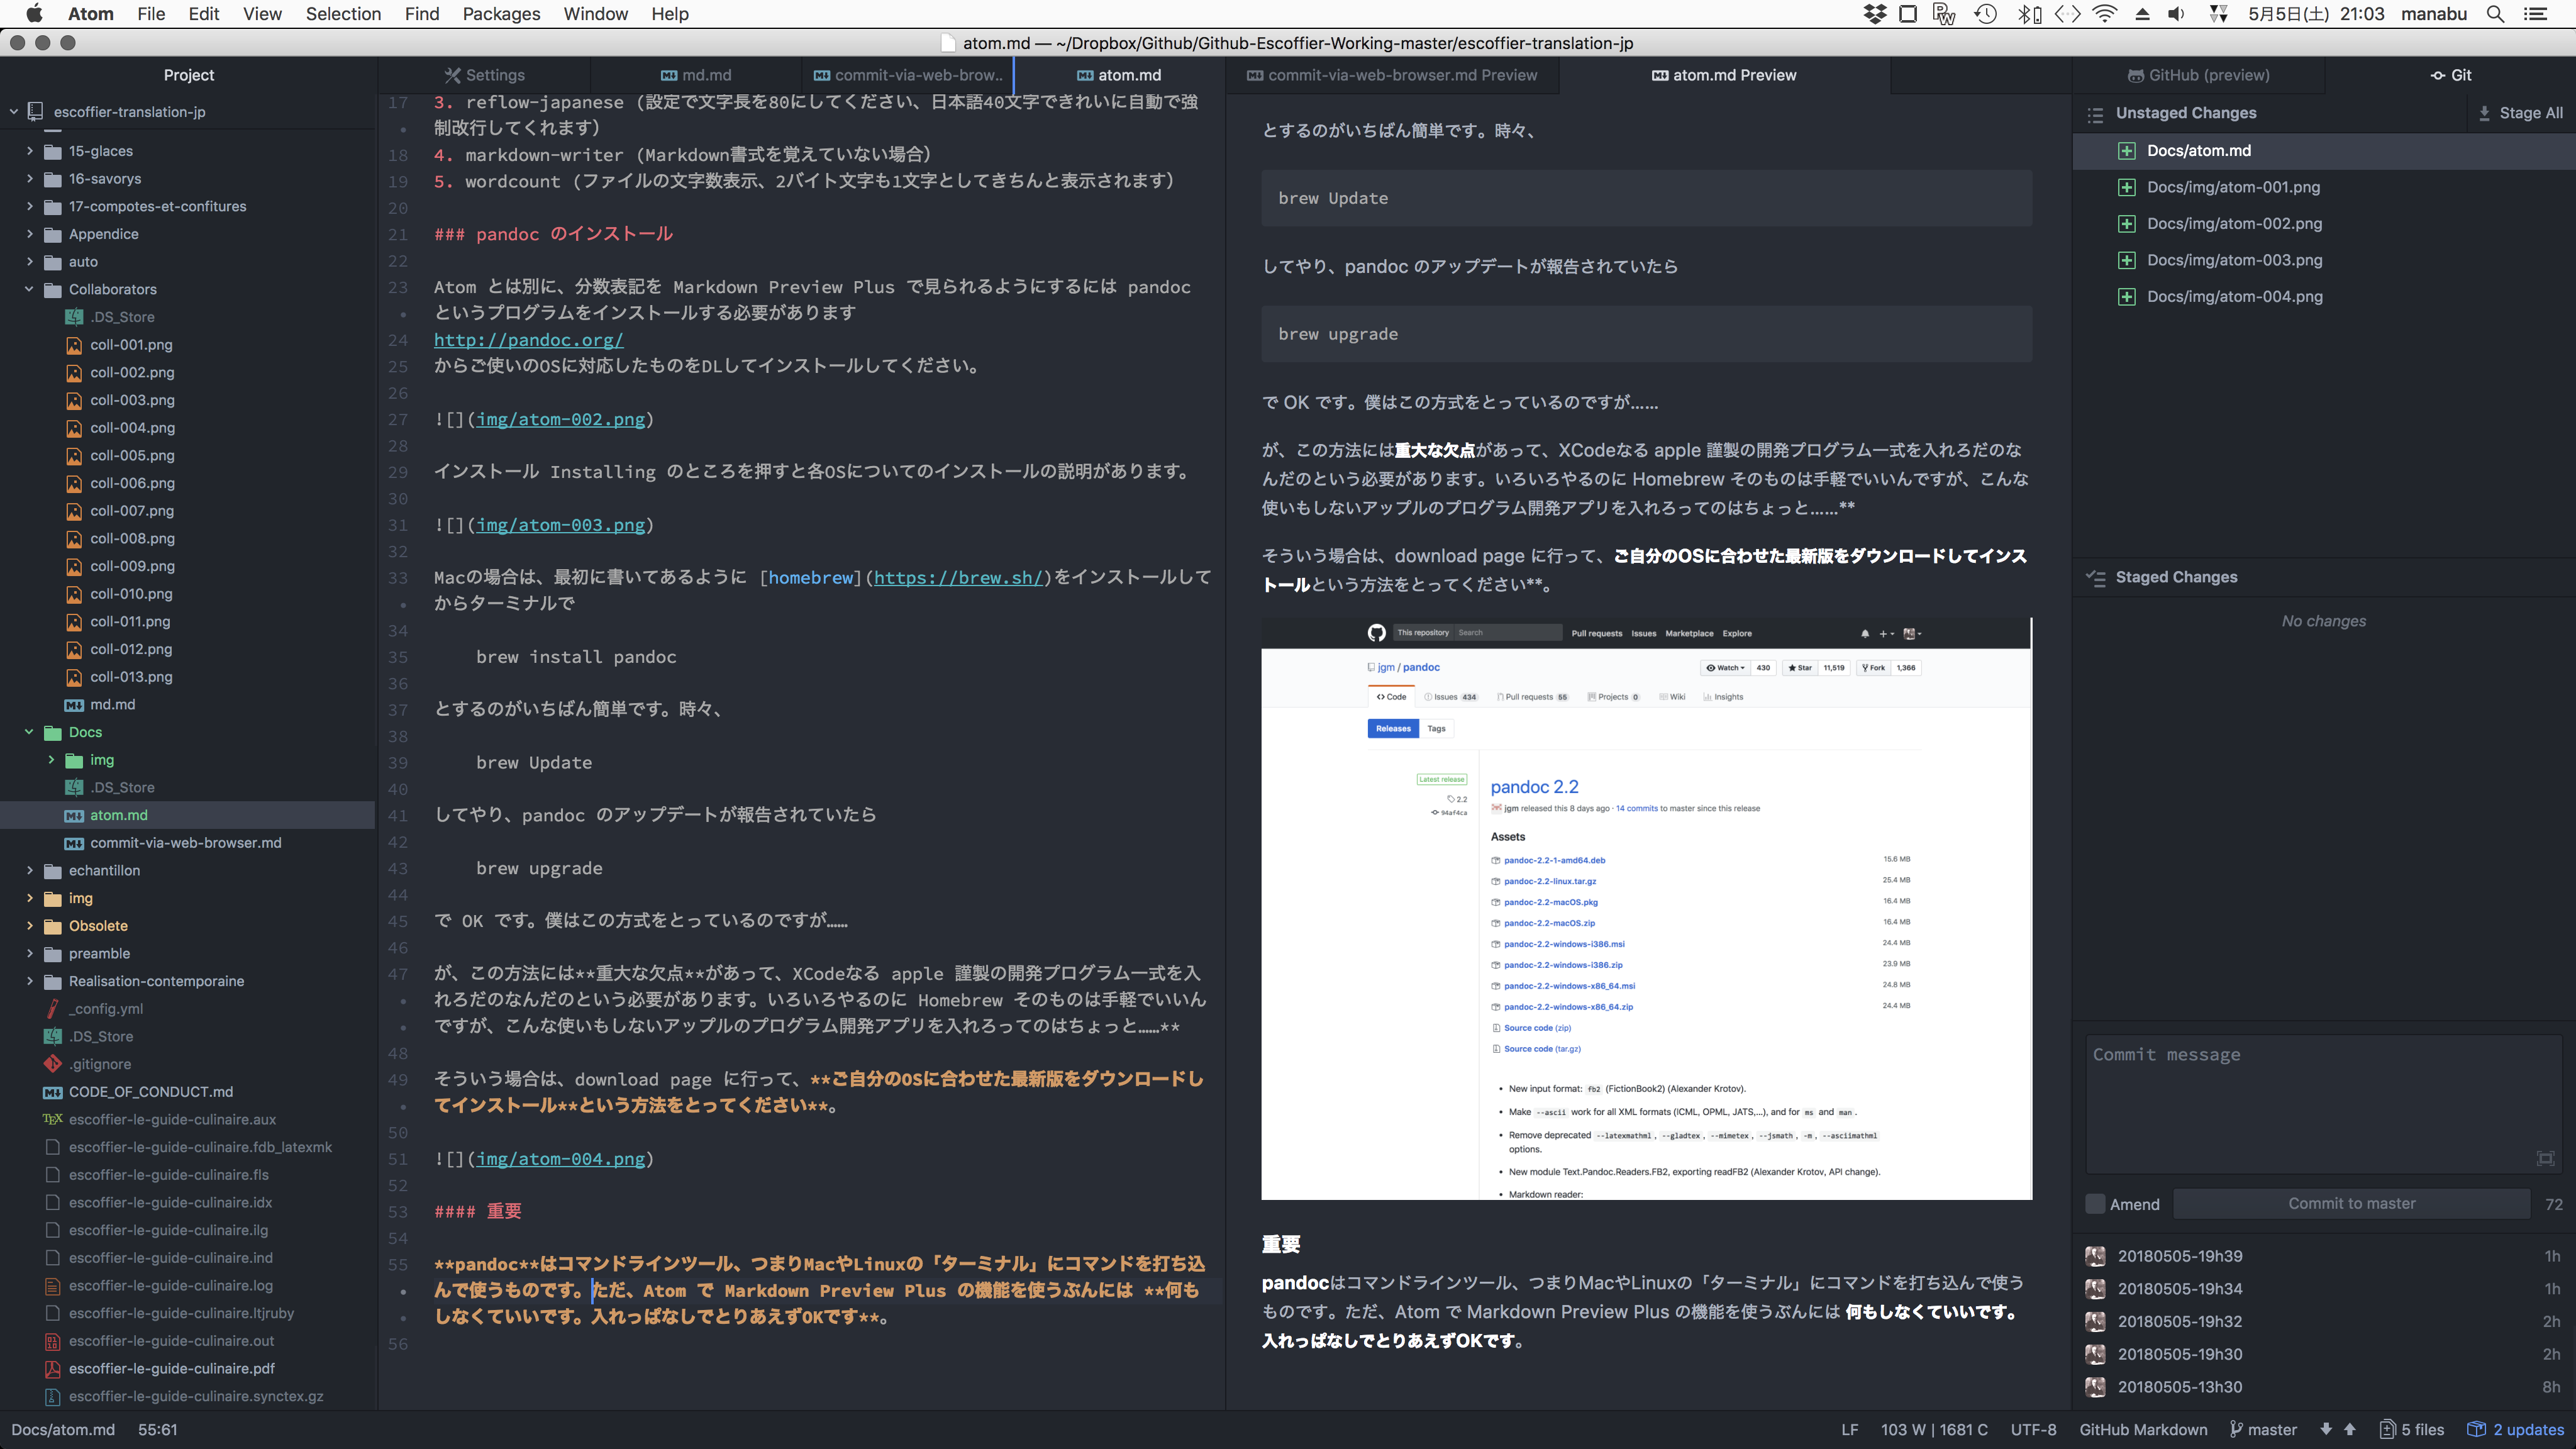 Atom File Edit View Selection Find Packages Window Help
5月5日(土) 21:03 manabu
atom.md — ~/Dropbox/Github/Github-Escoffier-Working-master/escoffier-translation-jp
Project
escoffier-translation-jp
15-glaces
16-savorys
17-compotes-et-confitures
Appendice
auto
Collaborators
.DS_Store
coll-001.png
coll-002.png
coll-003.png
coll-004.png
coll-005.png
coll-006.png
coll-007.png
coll-008.png
coll-009.png
coll-010.png
coll-011.png
coll-012.png
coll-013.png
md.md
Docs
img
.DS_Store
atom.md
commit-via-web-browser.md
echantillon
img
Obsolete
preamble
Realisation-contemporaine
_config.yml
.DS_Store
.gitignore
CODE_OF_CONDUCT.md
escoffier-le-guide-culinaire.aux
escoffier-le-guide-culinaire.fdb_latexmk
escoffier-le-guide-culinaire.fls
escoffier-le-guide-culinaire.idx
escoffier-le-guide-culinaire.ilg
escoffier-le-guide-culinaire.ind
escoffier-le-guide-culinaire.log
escoffier-le-guide-culinaire.ltjruby
escoffier-le-guide-culinaire.out
escoffier-le-guide-culinaire.pdf
escoffier-le-guide-culinaire.synctex.gz
Settings md.md commit-via-web-brow.. atom.md
17 3. reflow-japanese (設定で文字長を80にしてください、日本語40文字できれいに自動で強
制改行してくれます)
18 4. markdown-writer (Markdown書式を覚えていない場合)
19 5. wordcount (ファイルの文字数表示、2バイト文字も1文字としてきちんと表示されます)
20
21 ### pandoc のインストール
22
23 Atom とは別に、分数表記を Markdown Preview Plus で見られるようにするには pandoc
というプログラムをインストールする必要があります
24 http://pandoc.org/
25 からご使いのOSに対応したものをDLしてインストールしてください。
26
27 ![](img/atom-002.png)
28
29 インストール Installing のところを押すと各OSについてのインストールの説明があります。
30
31 ![](img/atom-003.png)
32
33 Macの場合は、最初に書いてあるように [homebrew](https://brew.sh/)をインストールして
からターミナルで
34
35 brew install pandoc
36
37 とするのがいちばん簡単です。時々、
38
39 brew Update
40
41 してやり、pandoc のアップデートが報告されていたら
42
43 brew upgrade
44
45 で OK です。僕はこの方式をとっているのですが……
46
47 が、この方法には**重大な欠点**があって、XCodeなる apple 謹製の開発プログラム一式を入
れろだのなんだのという必要があります。いろいろやるのに Homebrew そのものは手軽でいいん
ですが、こんな使いもしないアップルのプログラム開発アプリを入れろってのはちょっと……**
48
49 そういう場合は、download page に行って、**ご自分のOSに合わせた最新版をダウンロードし
てインストール**という方法をとってください**。
50
51 ![](img/atom-004.png)
52
53 #### 重要
54
55 **pandoc**はコマンドラインツール、つまりMacやLinuxの「ターミナル」にコマンドを打ち込
んで使うものです。ただ、Atom で Markdown Preview Plus の機能を使うぶんには **何も
しなくていいです。入れっぱなしでとりあえずOKです**。
56
commit-via-web-browser.md Preview atom.md Preview
とするのがいちばん簡単です。時々、
brew Update
してやり、pandoc のアップデートが報告されていたら
brew upgrade
で OK です。僕はこの方式をとっているのですが……
が、この方法には重大な欠点があって、XCodeなる apple 謹製の開発プログラム一式を入れろだのな
んだのという必要があります。いろいろやるのに Homebrew そのものは手軽でいいんですが、こんな
使いもしないアップルのプログラム開発アプリを入れろってのはちょっと……**
そういう場合は、download page に行って、ご自分のOSに合わせた最新版をダウンロードしてインス
トールという方法をとってください**。
This repository Search Pull requests Issues Marketplace Explore
jgm / pandoc Watch 430 Star 11,519 Fork 1,366
Code Issues 434 Pull requests 55 Projects 0 Wiki Insights
Releases Tags
Latest release
2.2
94af4ca
pandoc 2.2
jgm released this 8 days ago · 14 commits to master since this release
Assets
pandoc-2.2-1-amd64.deb 15.6 MB
pandoc-2.2-linux.tar.gz 25.4 MB
pandoc-2.2-macOS.pkg 16.4 MB
pandoc-2.2-macOS.zip 16.4 MB
pandoc-2.2-windows-i386.msi 24.4 MB
pandoc-2.2-windows-i386.zip 23.9 MB
pandoc-2.2-windows-x86_64.msi 24.8 MB
pandoc-2.2-windows-x86_64.zip 24.4 MB
Source code (zip)
Source code (tar.gz)
• New input format: fb2 (FictionBook2) (Alexander Krotov).
• Make --ascii work for all XML formats (ICML, OPML, JATS,...), and for ms and man .
• Remove deprecated --latexmathml , --gladtex , --mimetex , --jsmath , -m , --asciimathml
options.
• New module Text.Pandoc.Readers.FB2, exporting readFB2 (Alexander Krotov, API change).
• Markdown reader:
重要
pandocはコマンドラインツール、つまりMacやLinuxの「ターミナル」にコマンドを打ち込んで使う
ものです。ただ、Atom で Markdown Preview Plus の機能を使うぶんには 何もしなくていいです。
入れっぱなしでとりあえずOKです。
GitHub (preview) Git
Unstaged Changes Stage All
Docs/atom.md
Docs/img/atom-001.png
Docs/img/atom-002.png
Docs/img/atom-003.png
Docs/img/atom-004.png
Staged Changes
No changes
Commit message
Amend Commit to master 72
20180505-19h39 1h
20180505-19h34 1h
20180505-19h32 2h
20180505-19h30 2h
20180505-13h30 8h
Docs/atom.md 55:61 LF 103 W | 1681 C UTF-8 GitHub Markdown master 5 files 2 updates